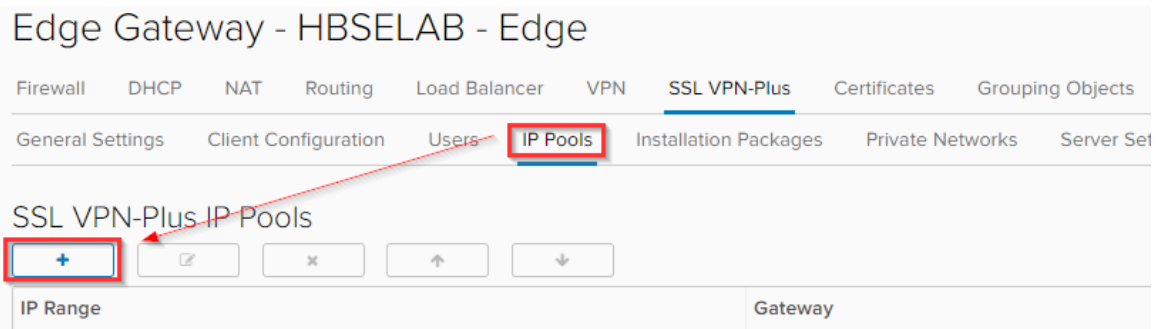 Edge Gateway - HBSELAB - Edge
Firewall DHCP NAT Routing Load Balancer VPN SSL VPN-Plus Certificates Grouping Objects
General Settings Client Configuration Users IP Pools Installation Packages Private Networks Server Set
SSL VPN-Plus IP Pools
+
IP Range Gateway